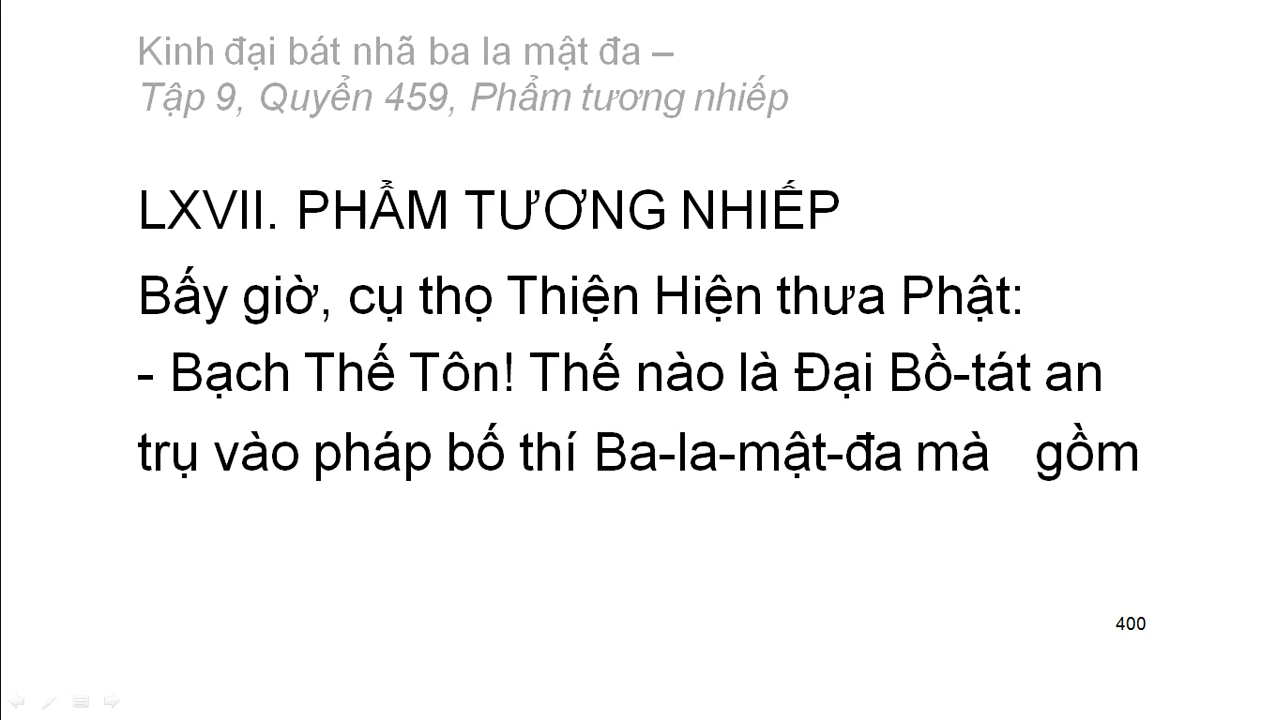 Kinh đại bát nhã ba la mật đa –
Tập 9, Quyển 459, Phẩm tương nhiếp
LXVII. PHẨM TƯƠNG NHIẾP
Bấy giờ, cụ thọ Thiện Hiện thưa Phật:
- Bạch Thế Tôn! Thế nào là Đại Bồ-tát an
trụ vào pháp bố thí Ba-la-mật-đa mà gồm
400